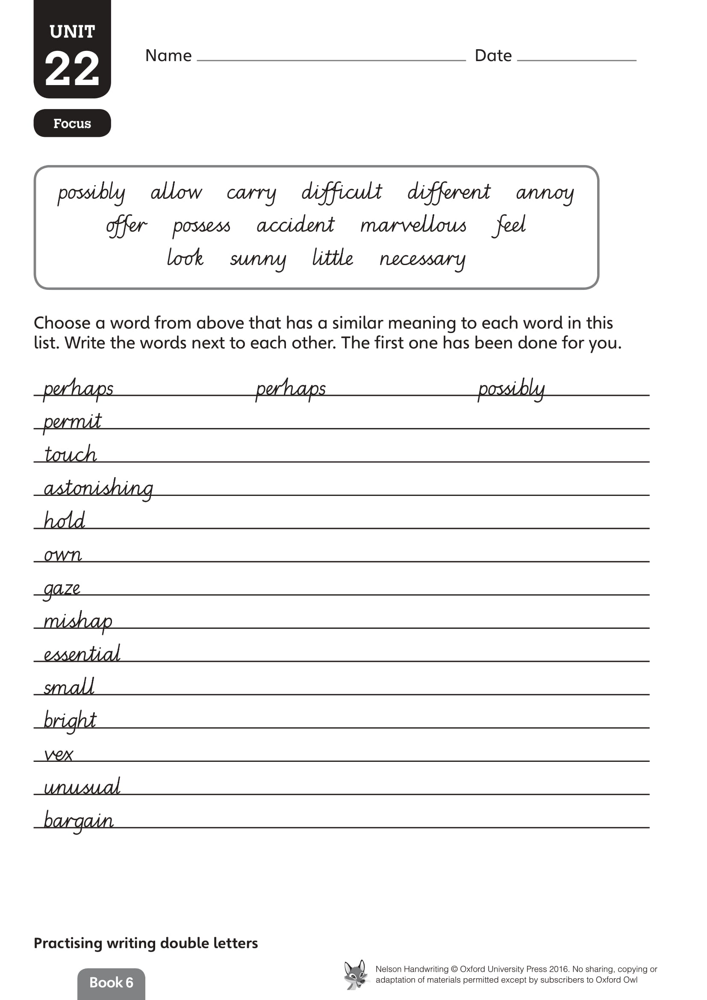 UNIT
22
Name Date
Focus
possibly allow carry difficult different annoy
offer possess accident marvellous feel
look sunny little necessary
Choose a word from above that has a similar meaning to each word in this
list. Write the words next to each other. The first one has been done for you.
perhaps perhaps possibly
permit
touch
astonishing
hold
own
gaze
mishap
essential
small
bright
vex
unusual
bargain
Practising writing double letters
Book 6
Nelson Handwriting © Oxford University Press 2016. No sharing, copying or
adaptation of materials permitted except by subscribers to Oxford Owl